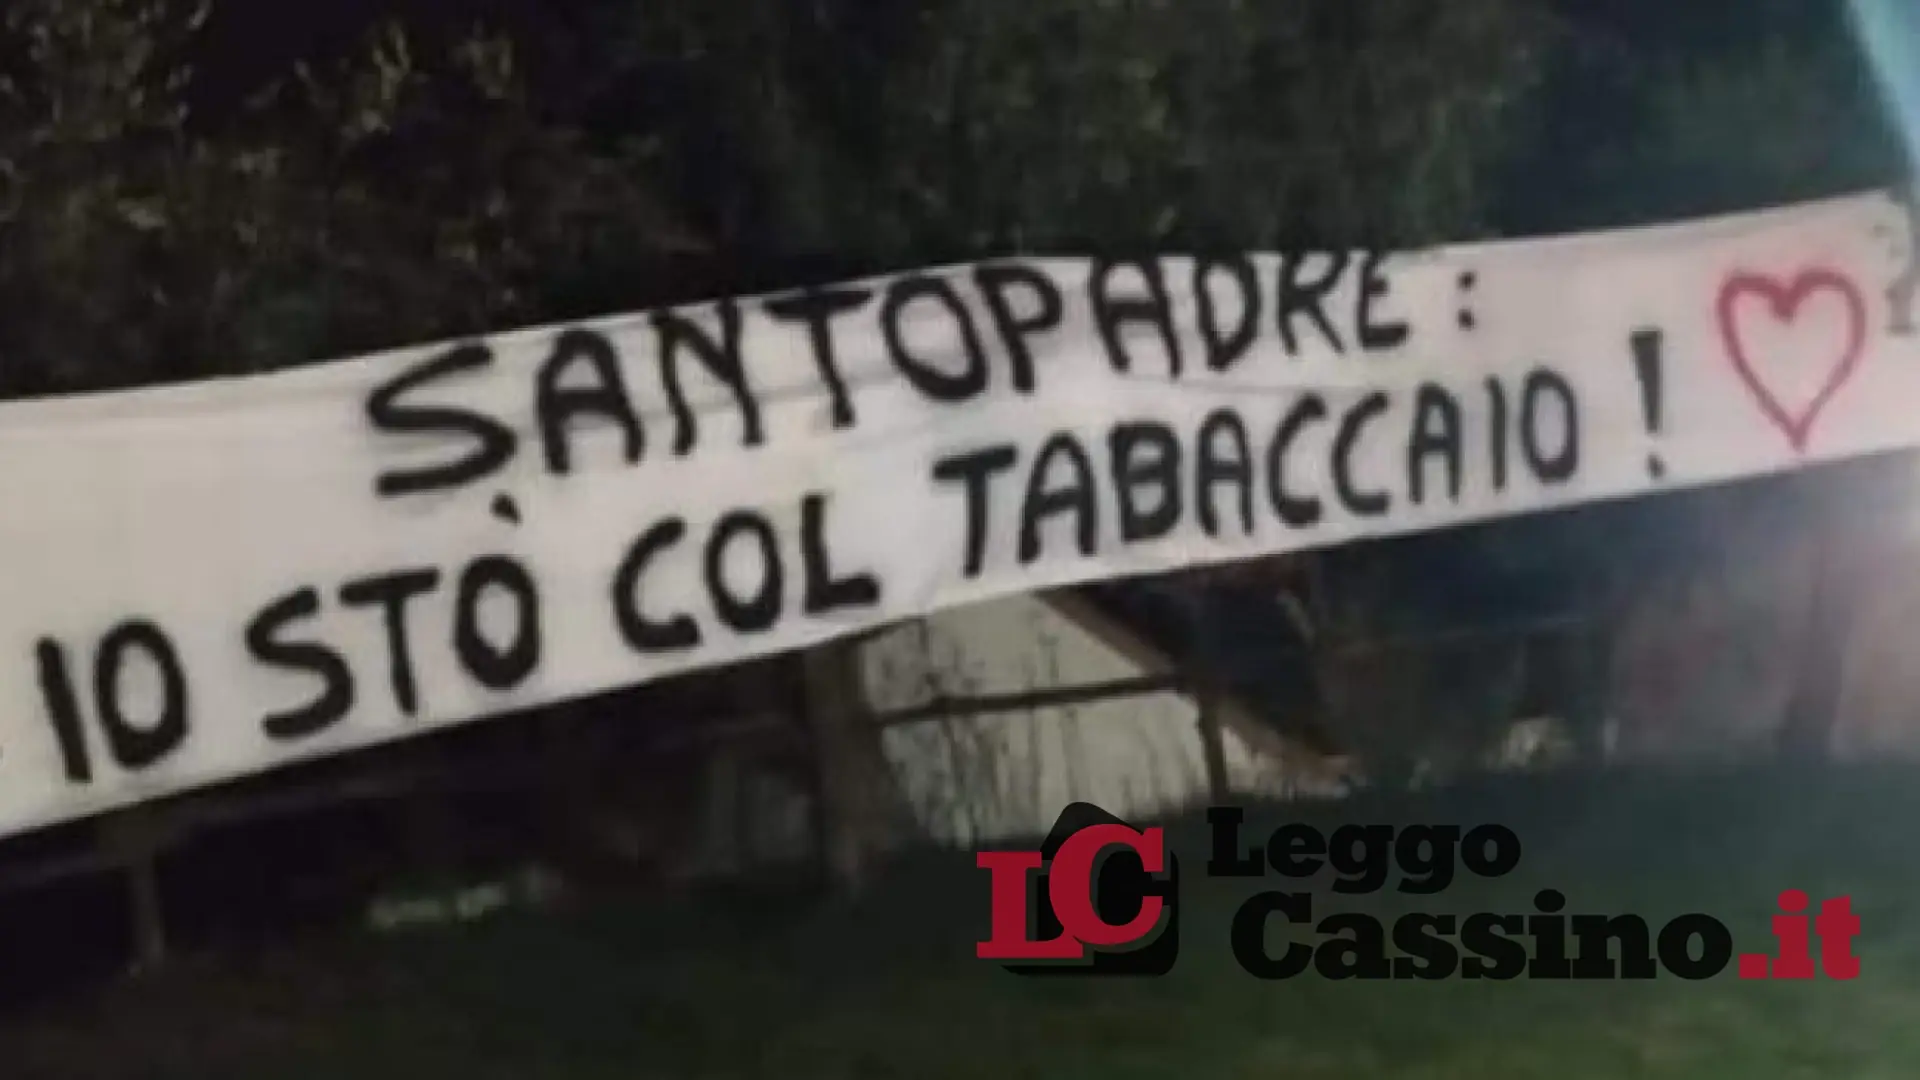 SANTOPADRE :
IO STÒ COL TABACCAIO !
LC Leggo
Cassino.it